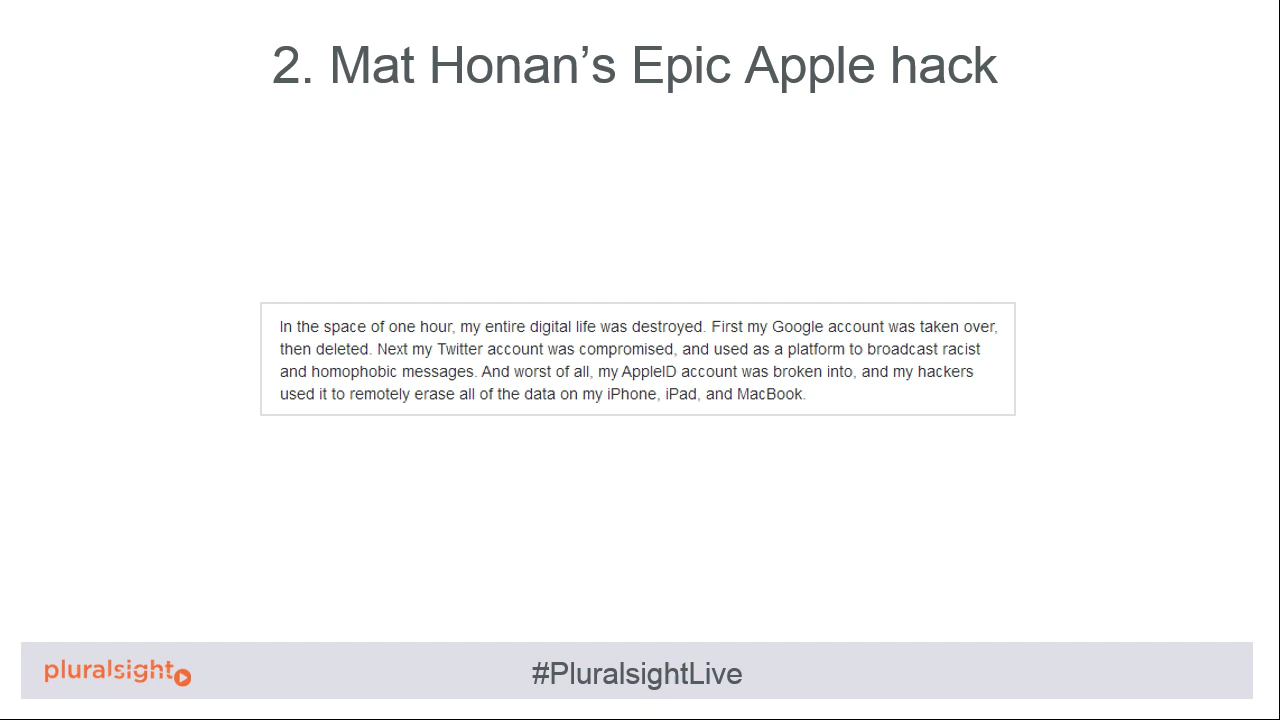 2. Mat Honan’s Epic Apple hack
In the space of one hour, my entire digital life was destroyed. First my Google account was taken over,
then deleted. Next my Twitter account was compromised, and used as a platform to broadcast racist
and homophobic messages. And worst of all, my AppleID account was broken into, and my hackers
used it to remotely erase all of the data on my iPhone, iPad, and MacBook.
pluralsight
#PluralsightLive